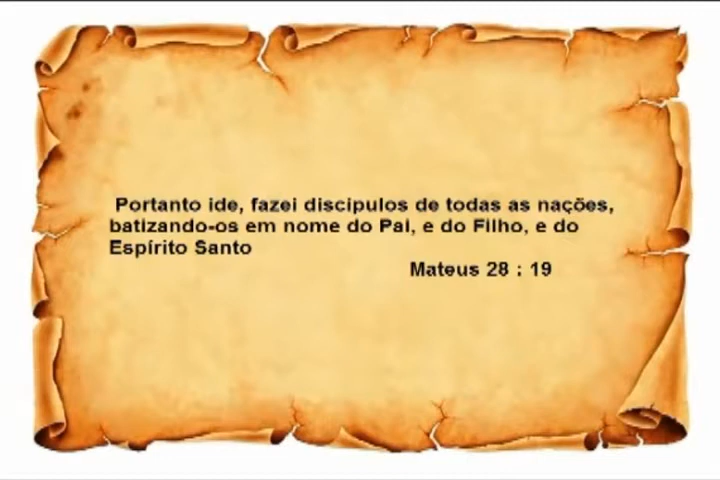 Portanto ide, fazei discípulos de todas as nações,
batizando-os em nome do Pai, e do Filho, e do
Espírito Santo
Mateus 28 : 19